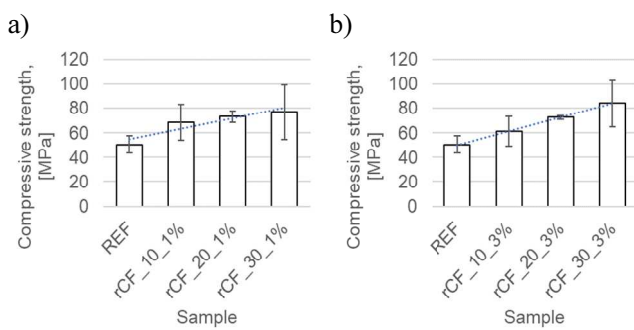 a)
Compressive strength,
[MPa]
120
100
80
60
40
20
0
REF
rCF_10_1%
rCF_20_1%
rCF_30_1%
Sample
b)
Compressive strength,
[MPa]
120
100
80
60
40
20
0
REF
rCF_10_3%
rCF_20_3%
rCF_30_3%
Sample